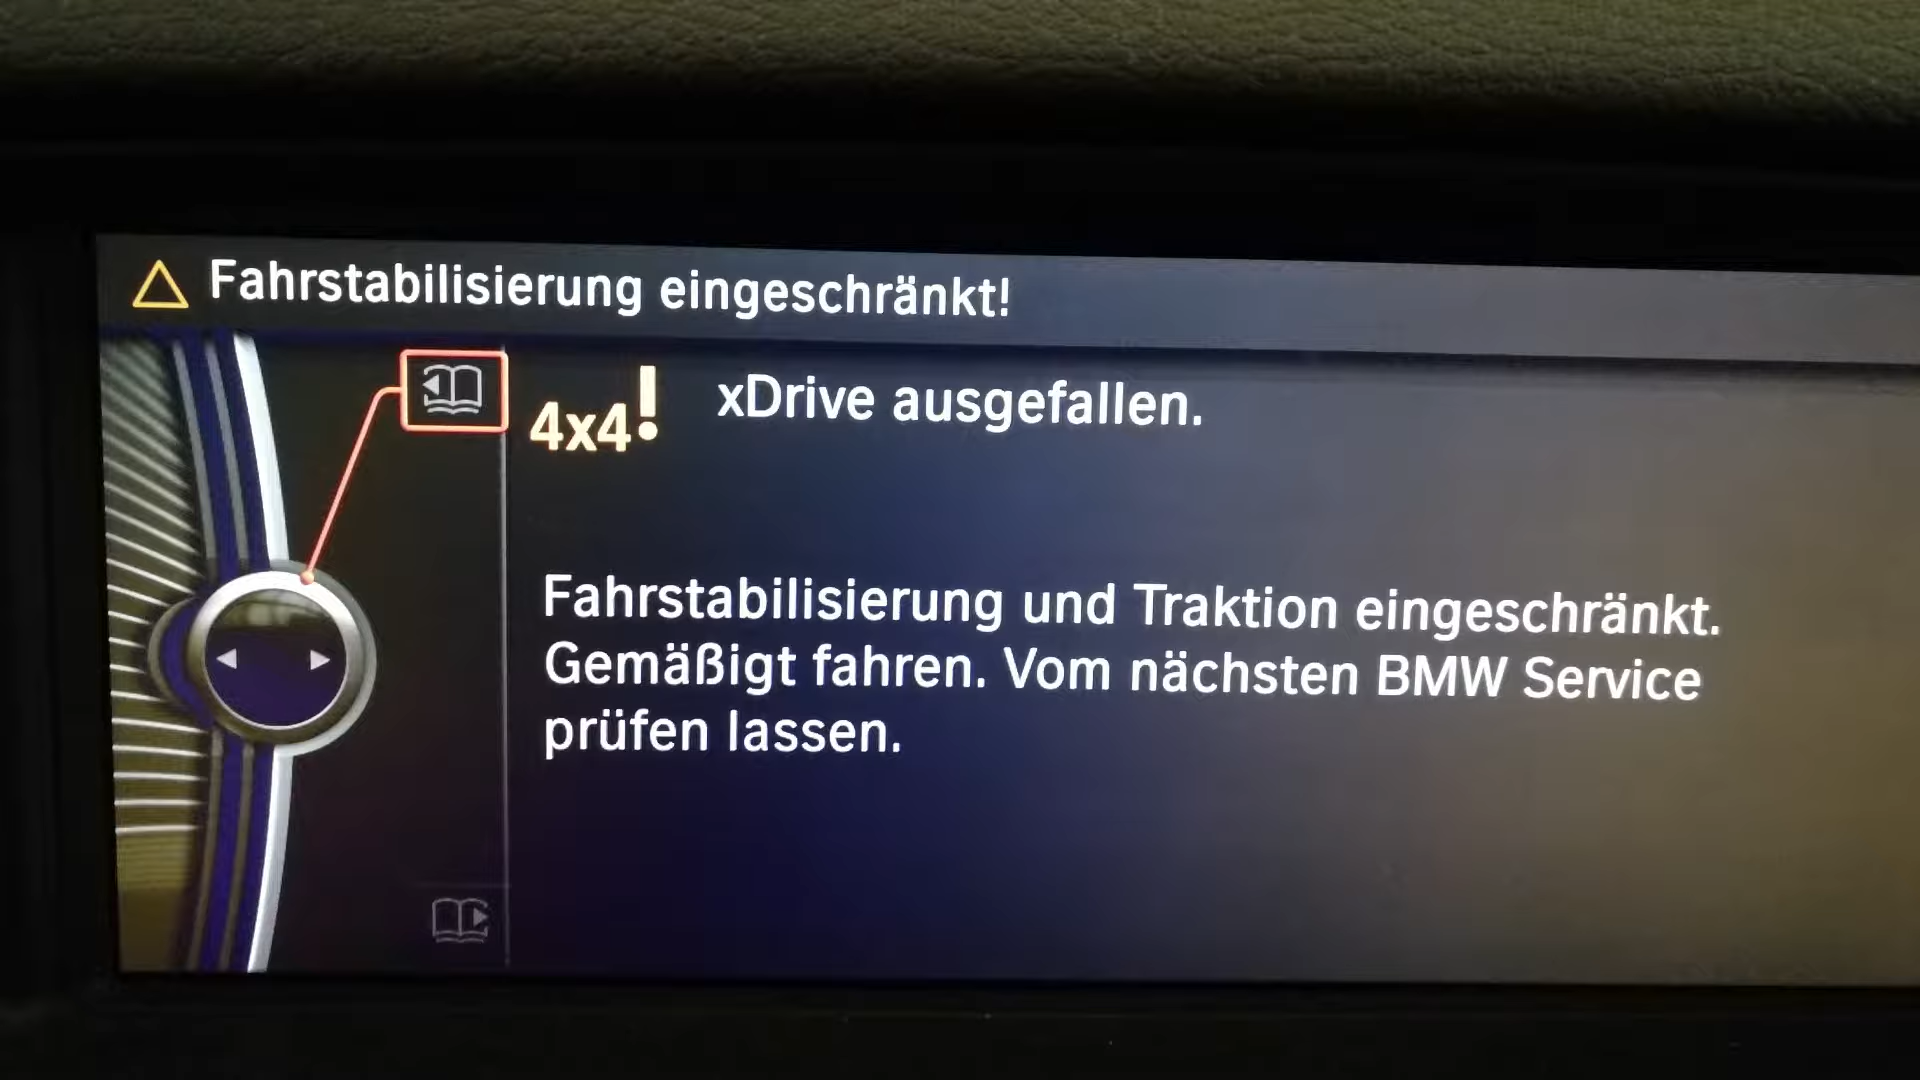 Fahrstabilisierung eingeschränkt!
4x4! xDrive ausgefallen.
Fahrstabilisierung und Traktion eingeschränkt.
Gemäßigt fahren. Vom nächsten BMW Service
prüfen lassen.